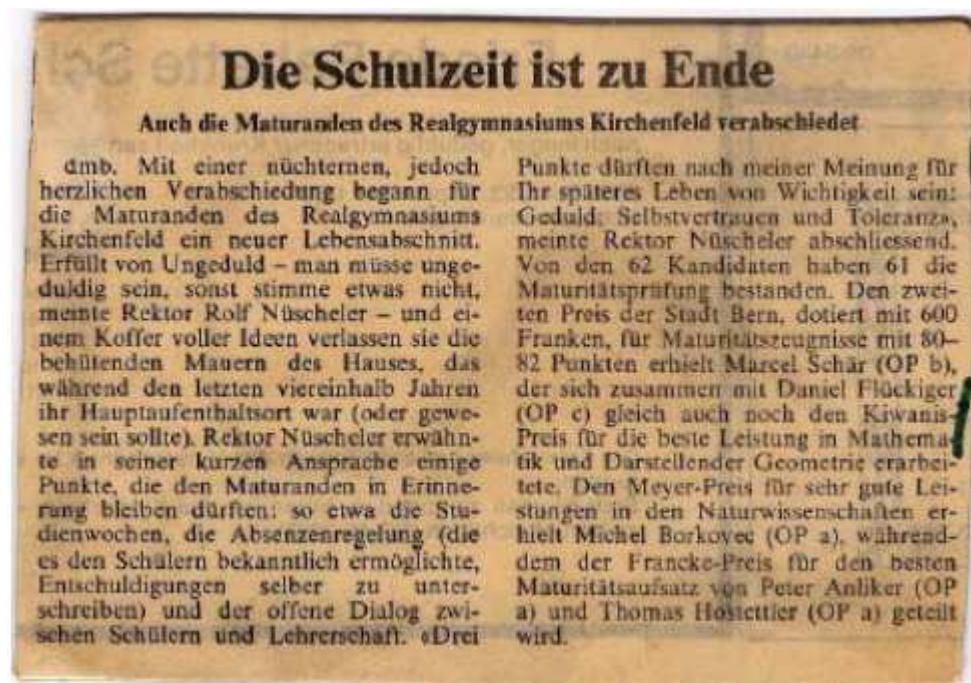 Die Schulzeit ist zu Ende
Auch die Maturanden des Realgymnasiums Kirchenfeld verabschiedet
amb. Mit einer nüchternen, jedoch
herzlichen Verabschiedung begann für
die Maturanden des Realgymnasiums
Kirchenfeld ein neuer Lebensabschnitt.
Erfüllt von Ungeduld – man müsse unge-
duldig sein, sonst stimme etwas nicht,
meinte Rektor Rolf Nüscheler – und ei-
nem Koffer voller Ideen verlassen sie die
behütenden Mauern des Hauses, das
während den letzten viereinhalb Jahren
ihr Hauptaufenthaltsort war (oder gewe-
sen sein sollte). Rektor Nüscheler erwähn-
te in seiner kurzen Ansprache einige
Punkte, die den Maturanden in Erinne-
rung bleiben dürften: so etwa die Stu-
dienwochen, die Absenzenregelung (die
es den Schülern bekanntlich ermöglichte,
Entschuldigungen selber zu unter-
schreiben) und der offene Dialog zwi-
schen Schülern und Lehrerschaft. «Drei
Punkte dürften nach meiner Meinung für
Ihr späteres Leben von Wichtigkeit sein:
Geduld, Selbstvertrauen und Toleranz»,
meinte Rektor Nüscheler abschliessend.
Von den 62 Kandidaten haben 61 die
Maturitätsprüfung bestanden. Den zwei-
ten Preis der Stadt Bern, dotiert mit 600
Franken, für Maturitätszeugnisse mit 80–
82 Punkten erhielt Marcel Schär (OP b),
der sich zusammen mit Daniel Flückiger
(OP c) gleich auch noch den Kiwanis-
Preis für die beste Leistung in Mathema-
tik und Darstellender Geometrie erarbei-
tete. Den Meyer-Preis für sehr gute Lei-
stungen in den Naturwissenschaften er-
hielt Michel Borkovec (OP a), während-
dem der Francke-Preis für den besten
Maturitätsaufsatz von Peter Anliker (OP
a) und Thomas Hostettler (OP a) geteilt
wird.